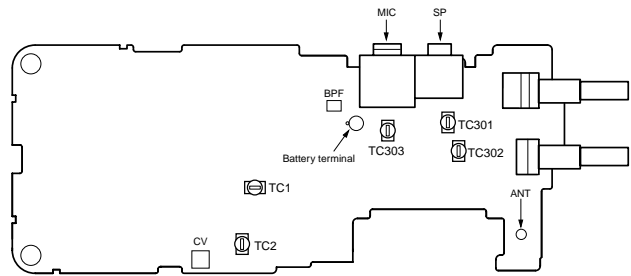 MIC
SP
BPF
TC301
TC303
TC302
Battery terminal
TC1
ANT
CV
TC2